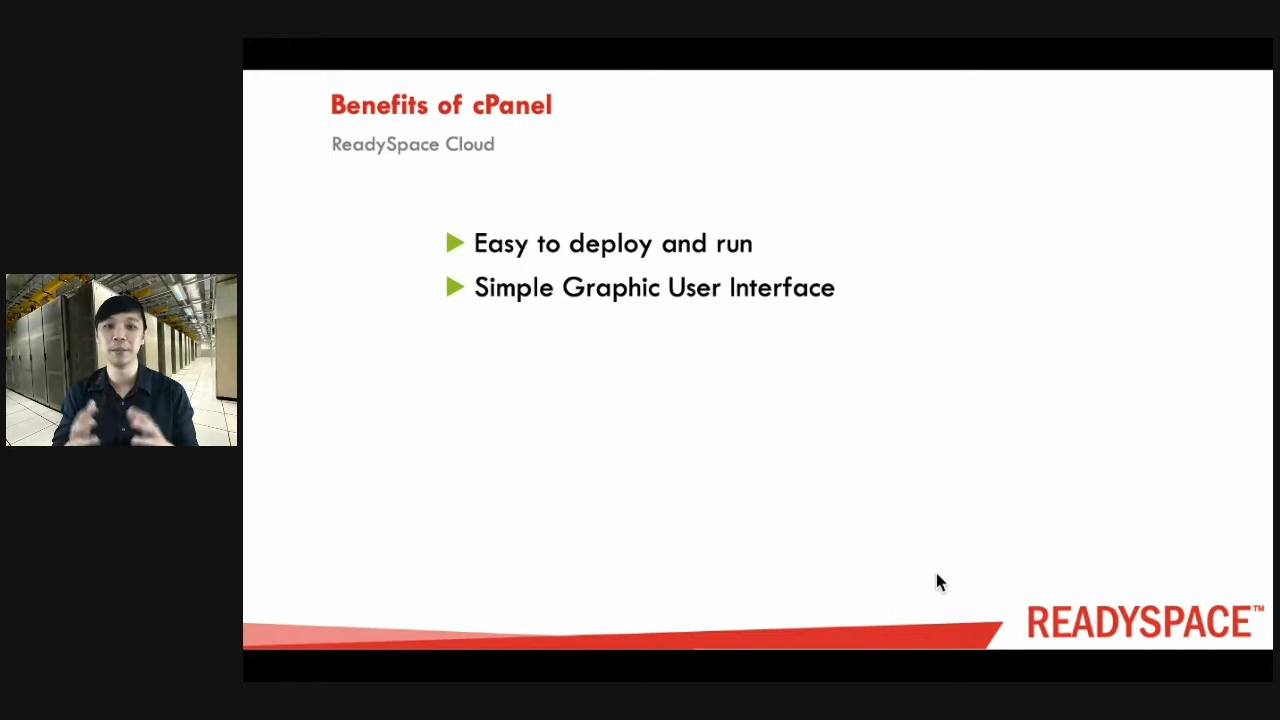 Benefits of cPanel
ReadySpace Cloud
Easy to deploy and run
Simple Graphic User Interface
READYSPACE™